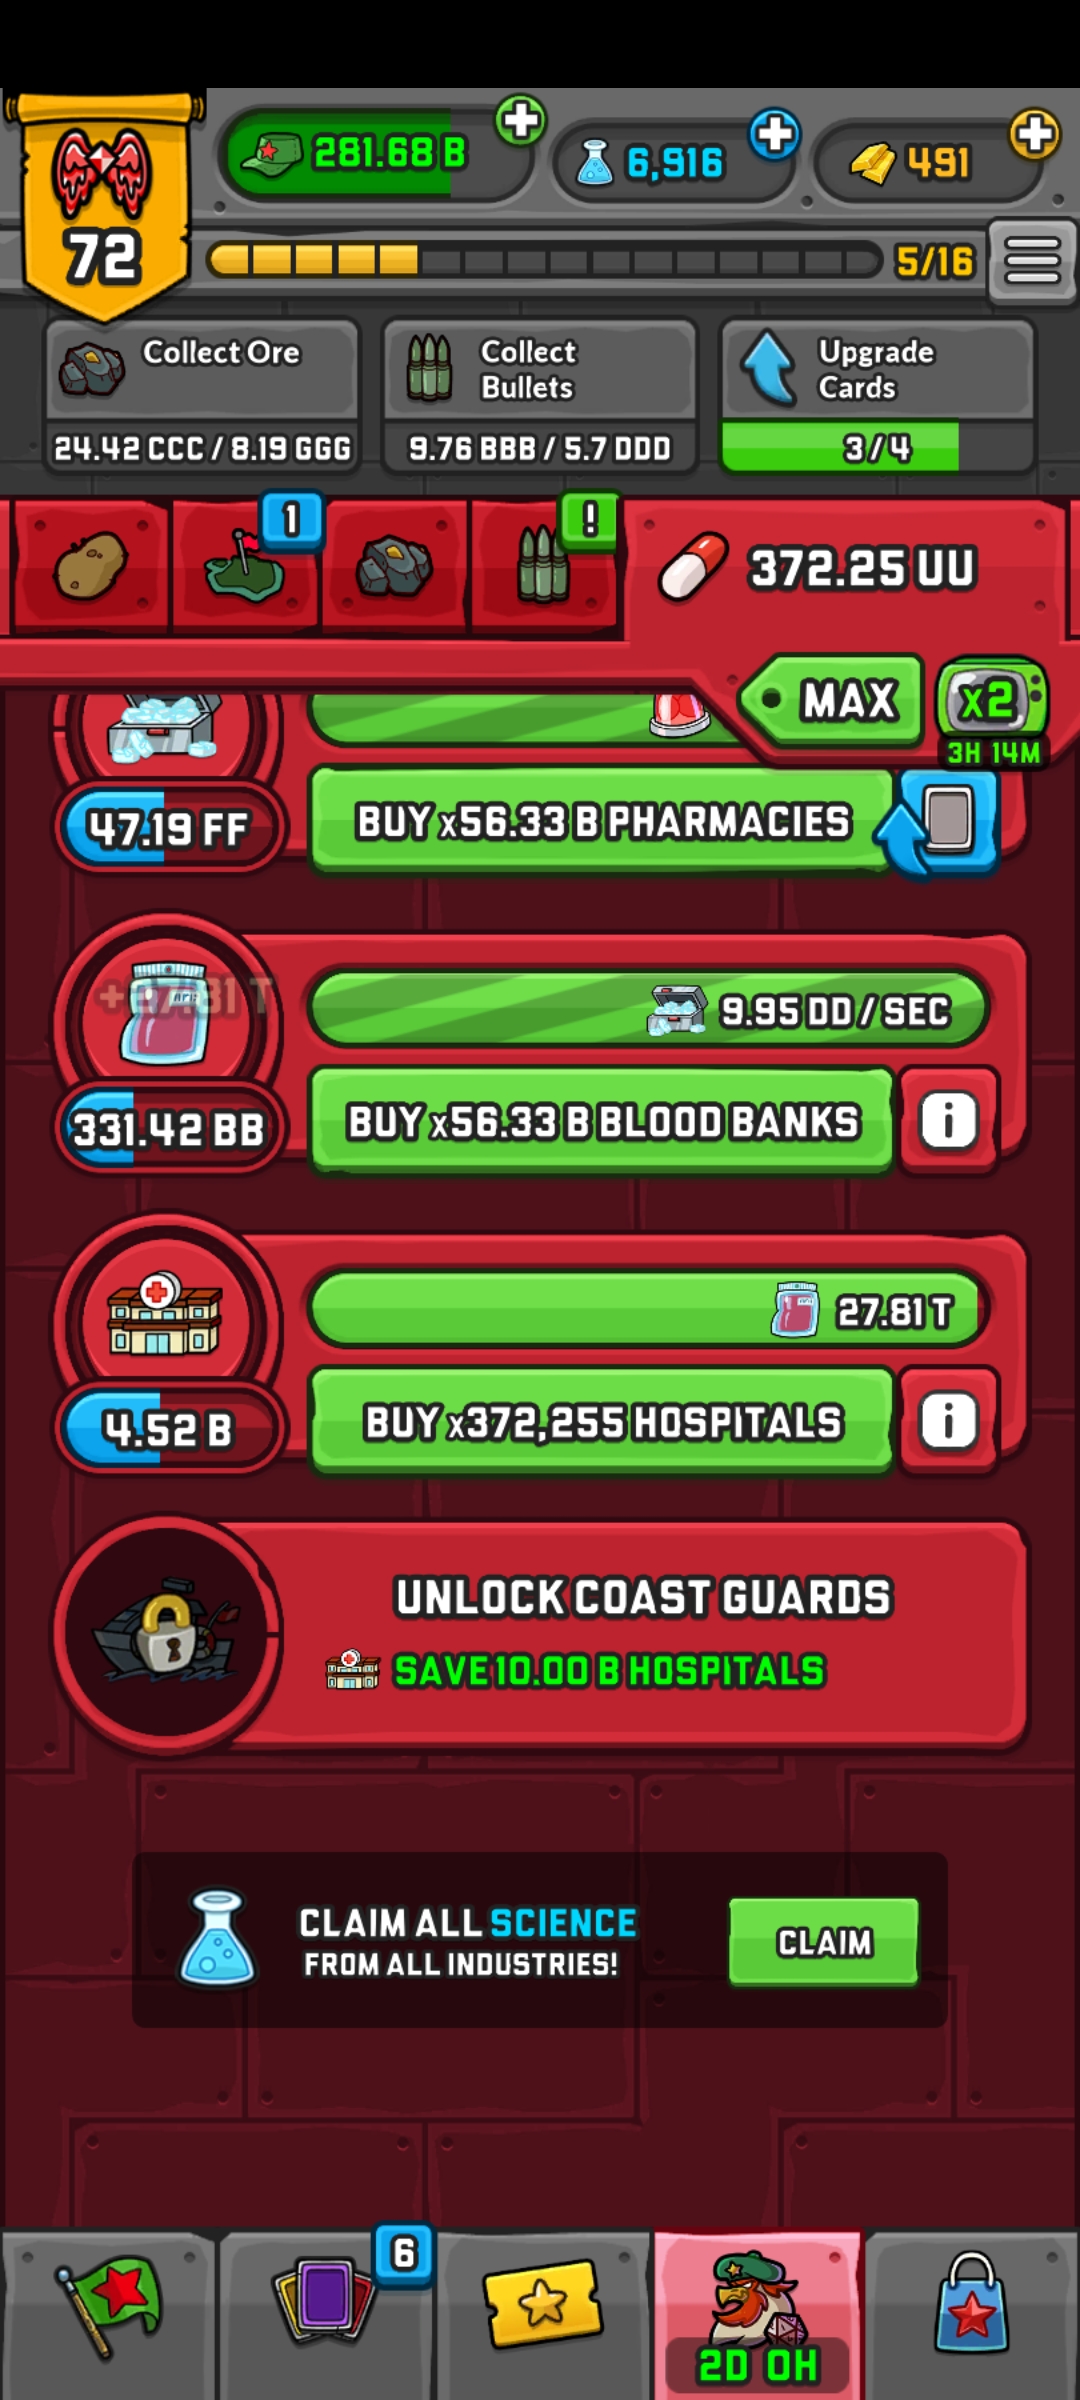 281.68 B
6,916
491
72
5/16
Collect Ore
24.42 CCC / 8.19 GGG
Collect
Bullets
9.76 BBB / 5.7 DDD
Upgrade
Cards
3/4
1
!
372.25 UU
MAX
x2
3H 14M
47.19 FF
BUY x56.33 B PHARMACIES
9.95 DD / SEC
331.42 BB
BUY x56.33 B BLOOD BANKS
i
27.81 T
4.52 B
BUY x372,255 HOSPITALS
i
UNLOCK COAST GUARDS
SAVE 10.00 B HOSPITALS
CLAIM ALL SCIENCE
FROM ALL INDUSTRIES!
CLAIM
6
2D 0H